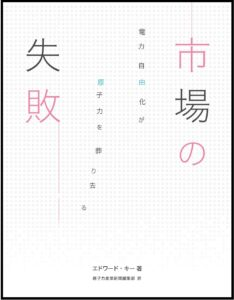 市場の
失敗
電力自由化が
原子力を葬り去る
エドワード・キー 著
原子力産業新聞編集部 訳